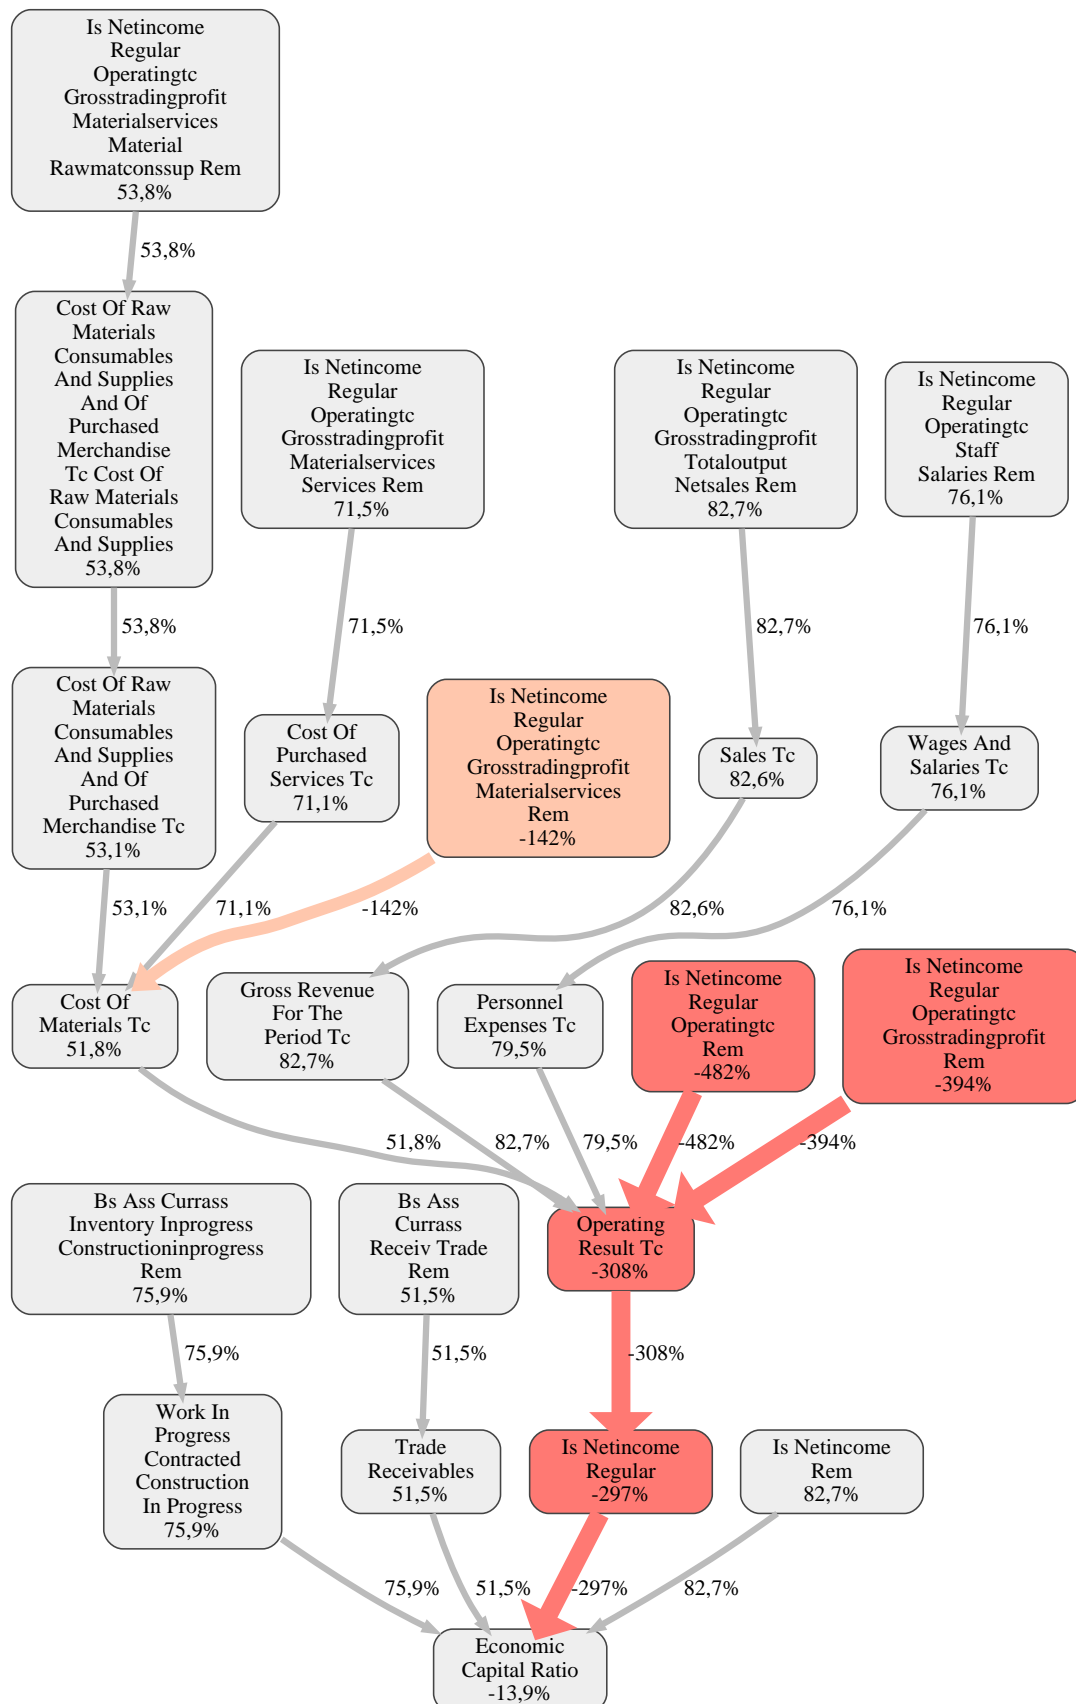 Is Netincome
Regular
Operatingtc
Grosstradingprofit
Materialservices
Material
Rawmatconssup Rem
53,8%
53,8%
Cost Of Raw
Materials
Consumables
And Supplies
And Of
Purchased
Merchandise
Tc Cost Of
Raw Materials
Consumables
And Supplies
53,8%
Is Netincome
Regular
Operatingtc
Grosstradingprofit
Materialservices
Services Rem
71,5%
Is Netincome
Regular
Operatingtc
Grosstradingprofit
Totaloutput
Netsales Rem
82,7%
Is Netincome
Regular
Operatingtc
Staff
Salaries Rem
76,1%
53,8%
71,5%
82,7%
76,1%
Cost Of Raw
Materials
Consumables
And Supplies
And Of
Purchased
Merchandise Tc
53,1%
Cost Of
Purchased
Services Tc
71,1%
Is Netincome
Regular
Operatingtc
Grosstradingprofit
Materialservices
Rem
-142%
Sales Tc
82,6%
Wages And
Salaries Tc
76,1%
53,1%
71,1%
-142%
82,6%
76,1%
Cost Of
Materials Tc
51,8%
Gross Revenue
For The
Period Tc
82,7%
Personnel
Expenses Tc
79,5%
Is Netincome
Regular
Operatingtc
Rem
-482%
Is Netincome
Regular
Operatingtc
Grosstradingprofit
Rem
-394%
51,8%
82,7%
79,5%
-482%
-394%
Bs Ass Currass
Inventory Inprogress
Constructioninprogress
Rem
75,9%
Bs Ass
Currass
Receiv Trade
Rem
51,5%
Operating
Result Tc
-308%
75,9%
51,5%
-308%
Work In
Progress
Contracted
Construction
In Progress
75,9%
Trade
Receivables
51,5%
Is Netincome
Regular
-297%
Is Netincome
Rem
82,7%
75,9%
51,5%
-297%
82,7%
Economic
Capital Ratio
-13,9%